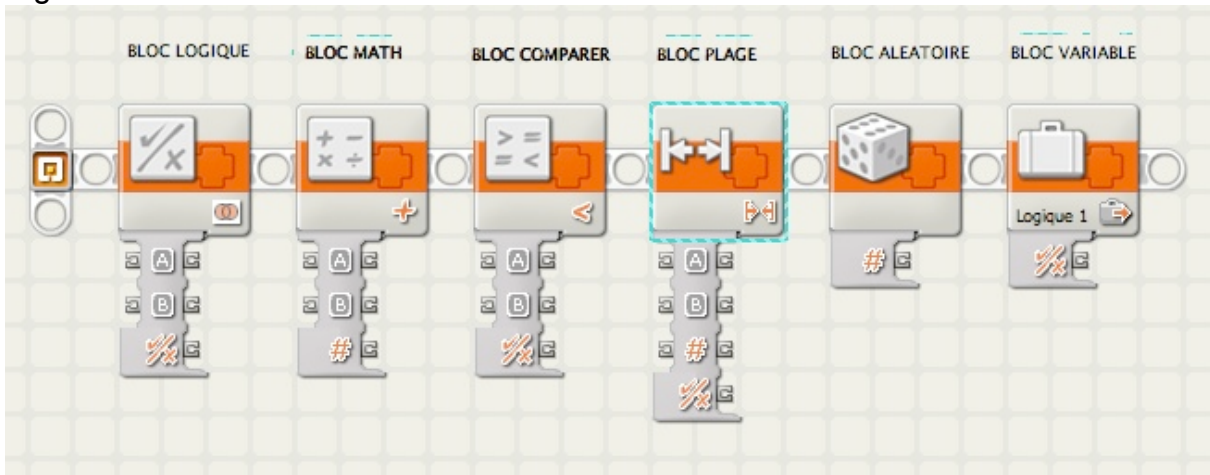 BLOC LOGIQUE
BLOC MATH
BLOC COMPARER
BLOC PLAGE
BLOC ALEATOIRE
BLOC VARIABLE
Logique 1
A
B
A
B
#
A
B
A
B
#
#